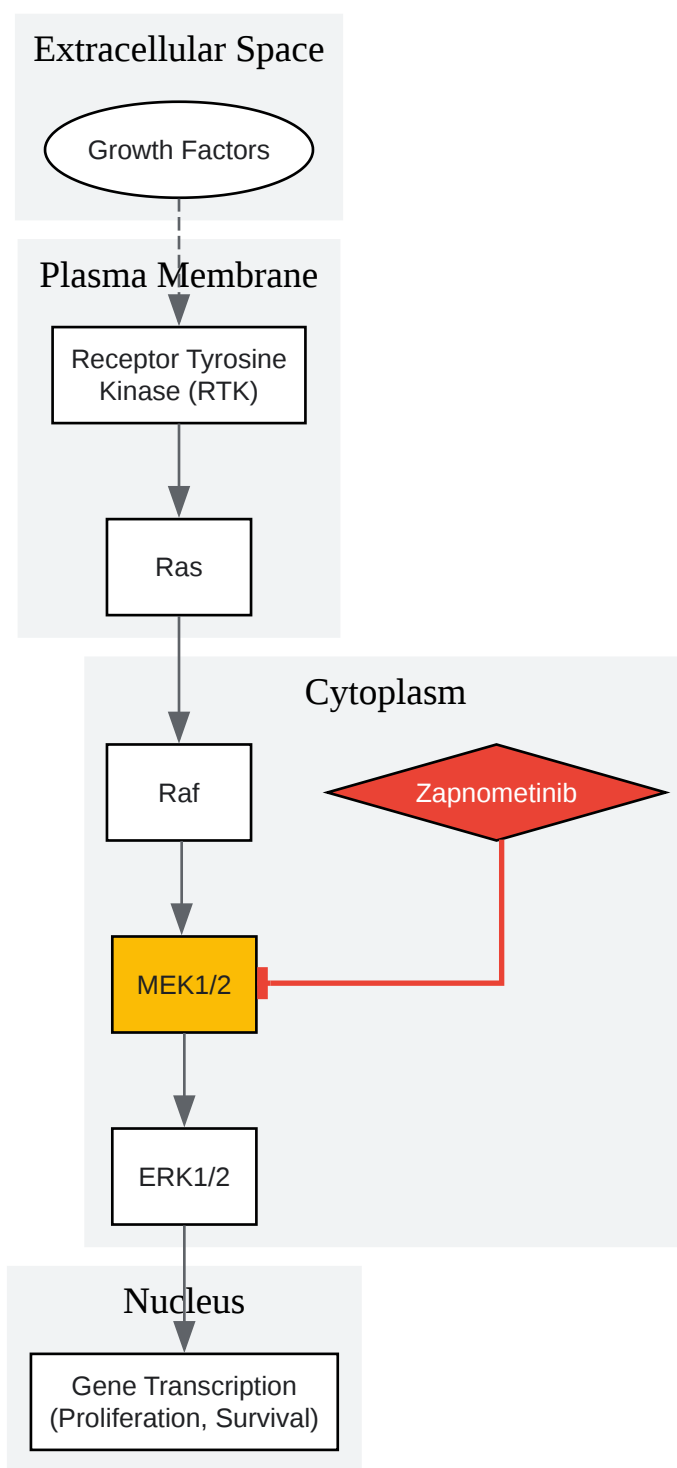 Extracellular Space
Growth Factors
Plasma Membrane
Receptor Tyrosine
Kinase (RTK)
Ras
Cytoplasm
Raf
Zapnometinib
MEK1/2
ERK1/2
Nucleus
Gene Transcription
(Proliferation, Survival)